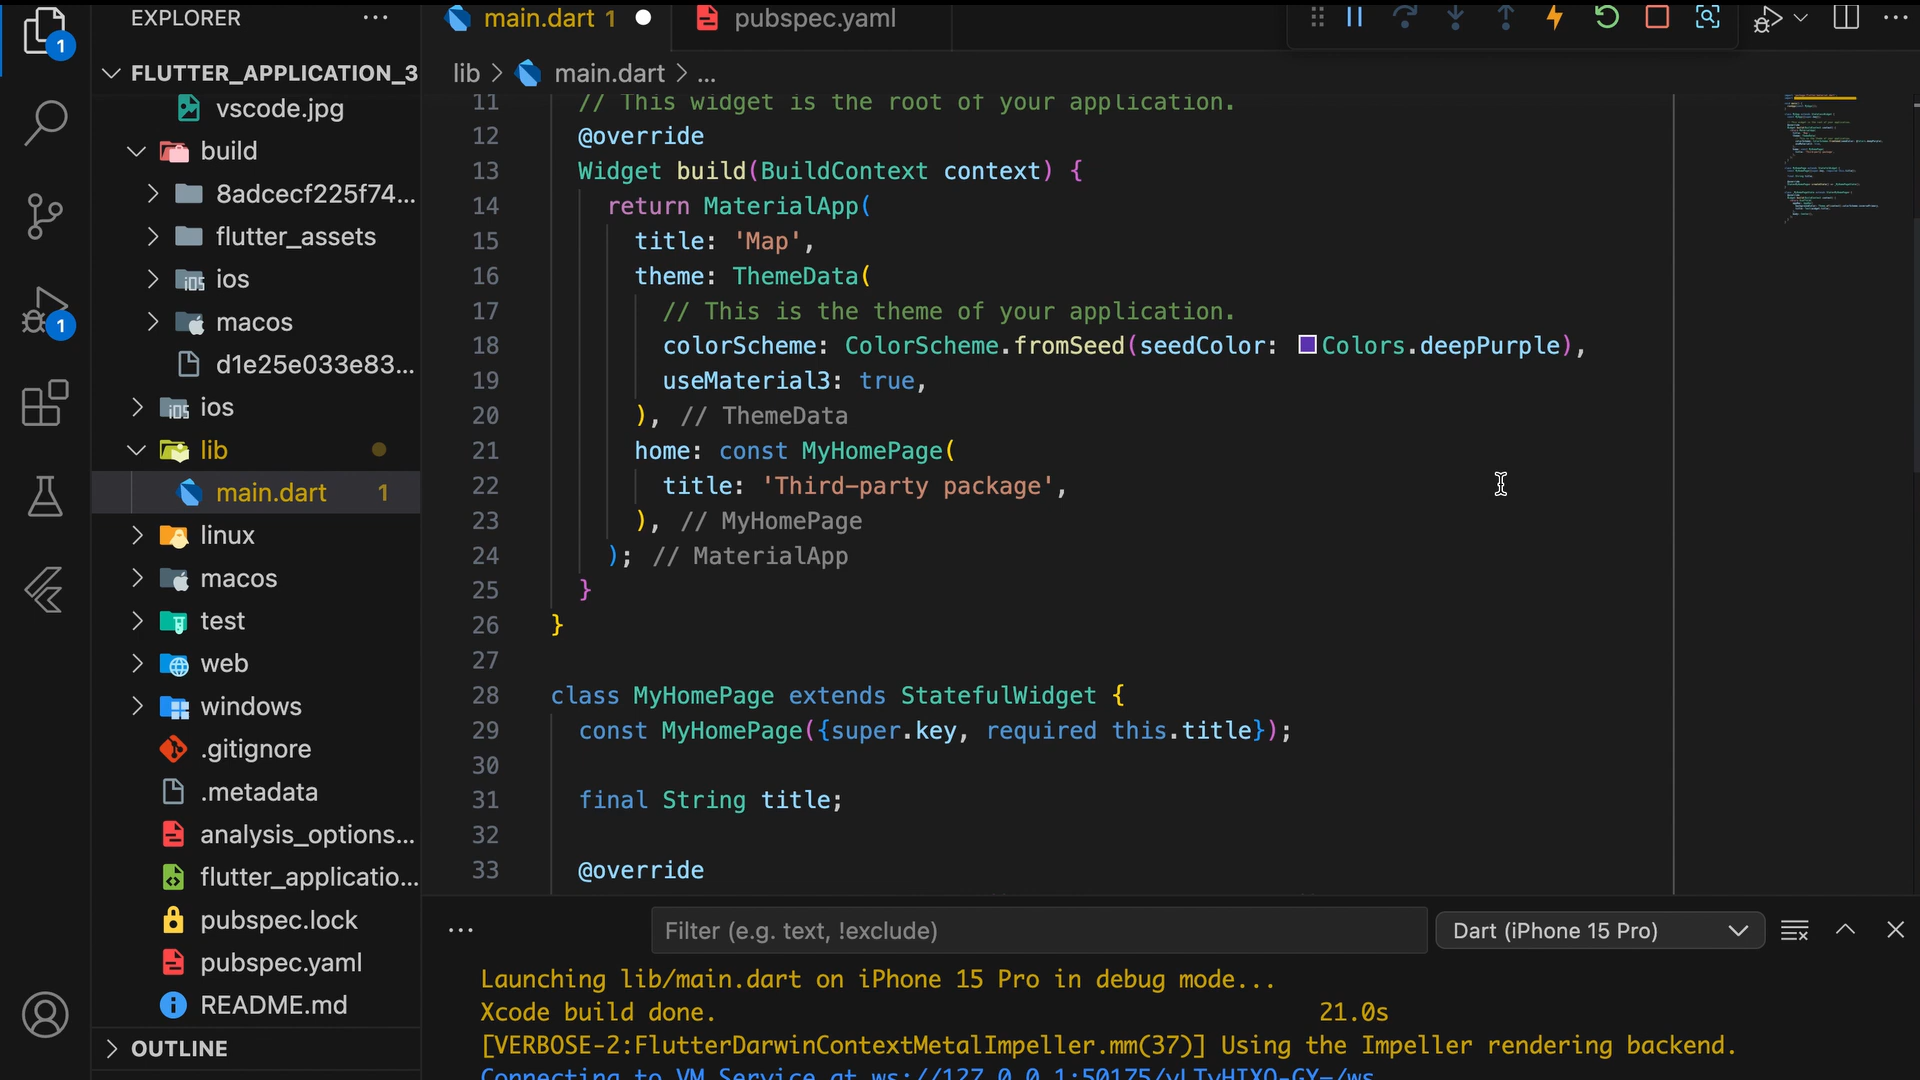 EXPLORER
main.dart 1
pubspec.yaml
1
FLUTTER_APPLICATION_3
lib > main.dart > ...
vscode.jpg
build
8adcecf225f74...
flutter_assets
ios
macos
d1e25e033e83...
ios
lib
main.dart 1
linux
macos
test
web
windows
.gitignore
.metadata
analysis_options...
flutter_applicatio...
pubspec.lock
pubspec.yaml
README.md
OUTLINE
1
11 // This widget is the root of your application.
12 @override
13 Widget build(BuildContext context) {
14 return MaterialApp(
15 title: 'Map',
16 theme: ThemeData(
17 // This is the theme of your application.
18 colorScheme: ColorScheme.fromSeed(seedColor: Colors.deepPurple),
19 useMaterial3: true,
20 ), // ThemeData
21 home: const MyHomePage(
22 title: 'Third-party package',
23 ), // MyHomePage
24 ); // MaterialApp
25 }
26 }
27
28 class MyHomePage extends StatefulWidget {
29 const MyHomePage({super.key, required this.title});
30
31 final String title;
32
33 @override
Filter (e.g. text, !exclude)
Dart (iPhone 15 Pro)
Launching lib/main.dart on iPhone 15 Pro in debug mode...
Xcode build done. 21.0s
[VERBOSE-2:FlutterDarwinContextMetalImpeller.mm(37)] Using the Impeller rendering backend.
Connecting to VM Service at